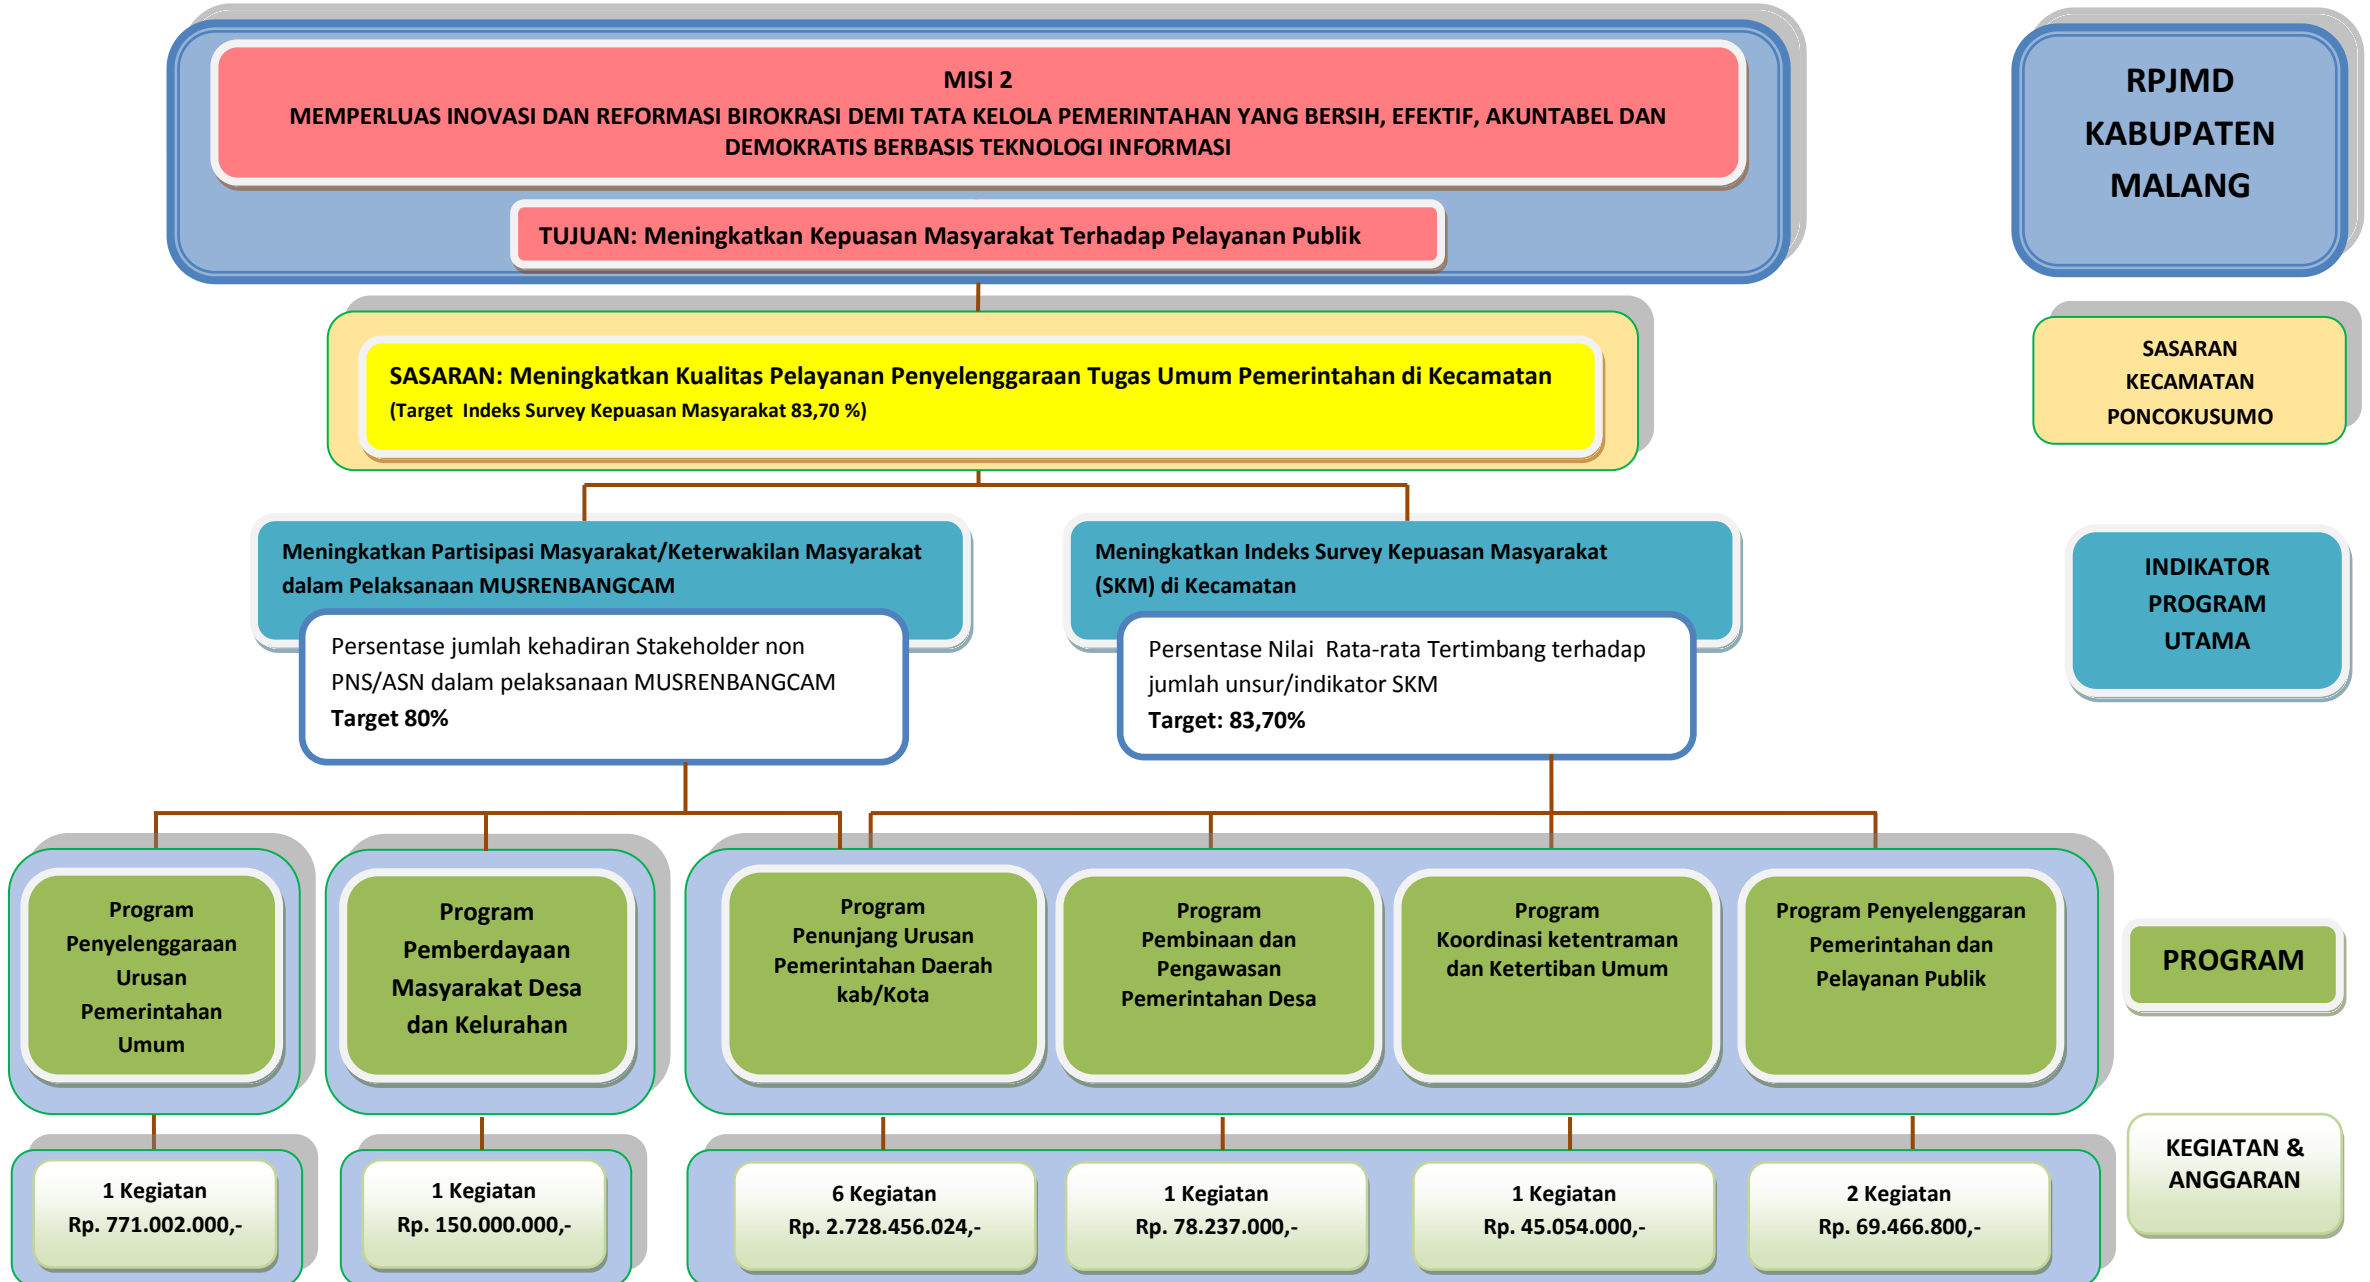 MISI 2
MEMPERLUAS INOVASI DAN REFORMASI BIROKRASI DEMI TATA KELOLA PEMERINTAHAN YANG BERSIH, EFEKTIF, AKUNTABEL DAN
DEMOKRATIS BERBASIS TEKNOLOGI INFORMASI
TUJUAN: Meningkatkan Kepuasan Masyarakat Terhadap Pelayanan Publik
RPJMD
KABUPATEN
MALANG
SASARAN: Meningkatkan Kualitas Pelayanan Penyelenggaraan Tugas Umum Pemerintahan di Kecamatan
(Target  Indeks Survey Kepuasan Masyarakat 83,70 %)
SASARAN
KECAMATAN
PONCOKUSUMO
Meningkatkan Partisipasi Masyarakat/Keterwakilan Masyarakat
dalam Pelaksanaan MUSRENBANGCAM
Persentase jumlah kehadiran Stakeholder non
PNS/ASN dalam pelaksanaan MUSRENBANGCAM
Target 80%
Meningkatkan Indeks Survey Kepuasan Masyarakat
(SKM) di Kecamatan
Persentase Nilai  Rata-rata Tertimbang terhadap
jumlah unsur/indikator SKM
Target: 83,70%
INDIKATOR
PROGRAM
UTAMA
Program
Penyelenggaraan
Urusan
Pemerintahan
Umum
Program
Pemberdayaan
Masyarakat Desa
dan Kelurahan
Program
Penunjang Urusan
Pemerintahan Daerah
kab/Kota
Program
Pembinaan dan
Pengawasan
Pemerintahan Desa
Program
Koordinasi ketentraman
dan Ketertiban Umum
Program Penyelenggaran
Pemerintahan dan
Pelayanan Publik
PROGRAM
1 Kegiatan
Rp. 771.002.000,-
1 Kegiatan
Rp. 150.000.000,-
6 Kegiatan
Rp. 2.728.456.024,-
1 Kegiatan
Rp. 78.237.000,-
1 Kegiatan
Rp. 45.054.000,-
2 Kegiatan
Rp. 69.466.800,-
KEGIATAN &
ANGGARAN